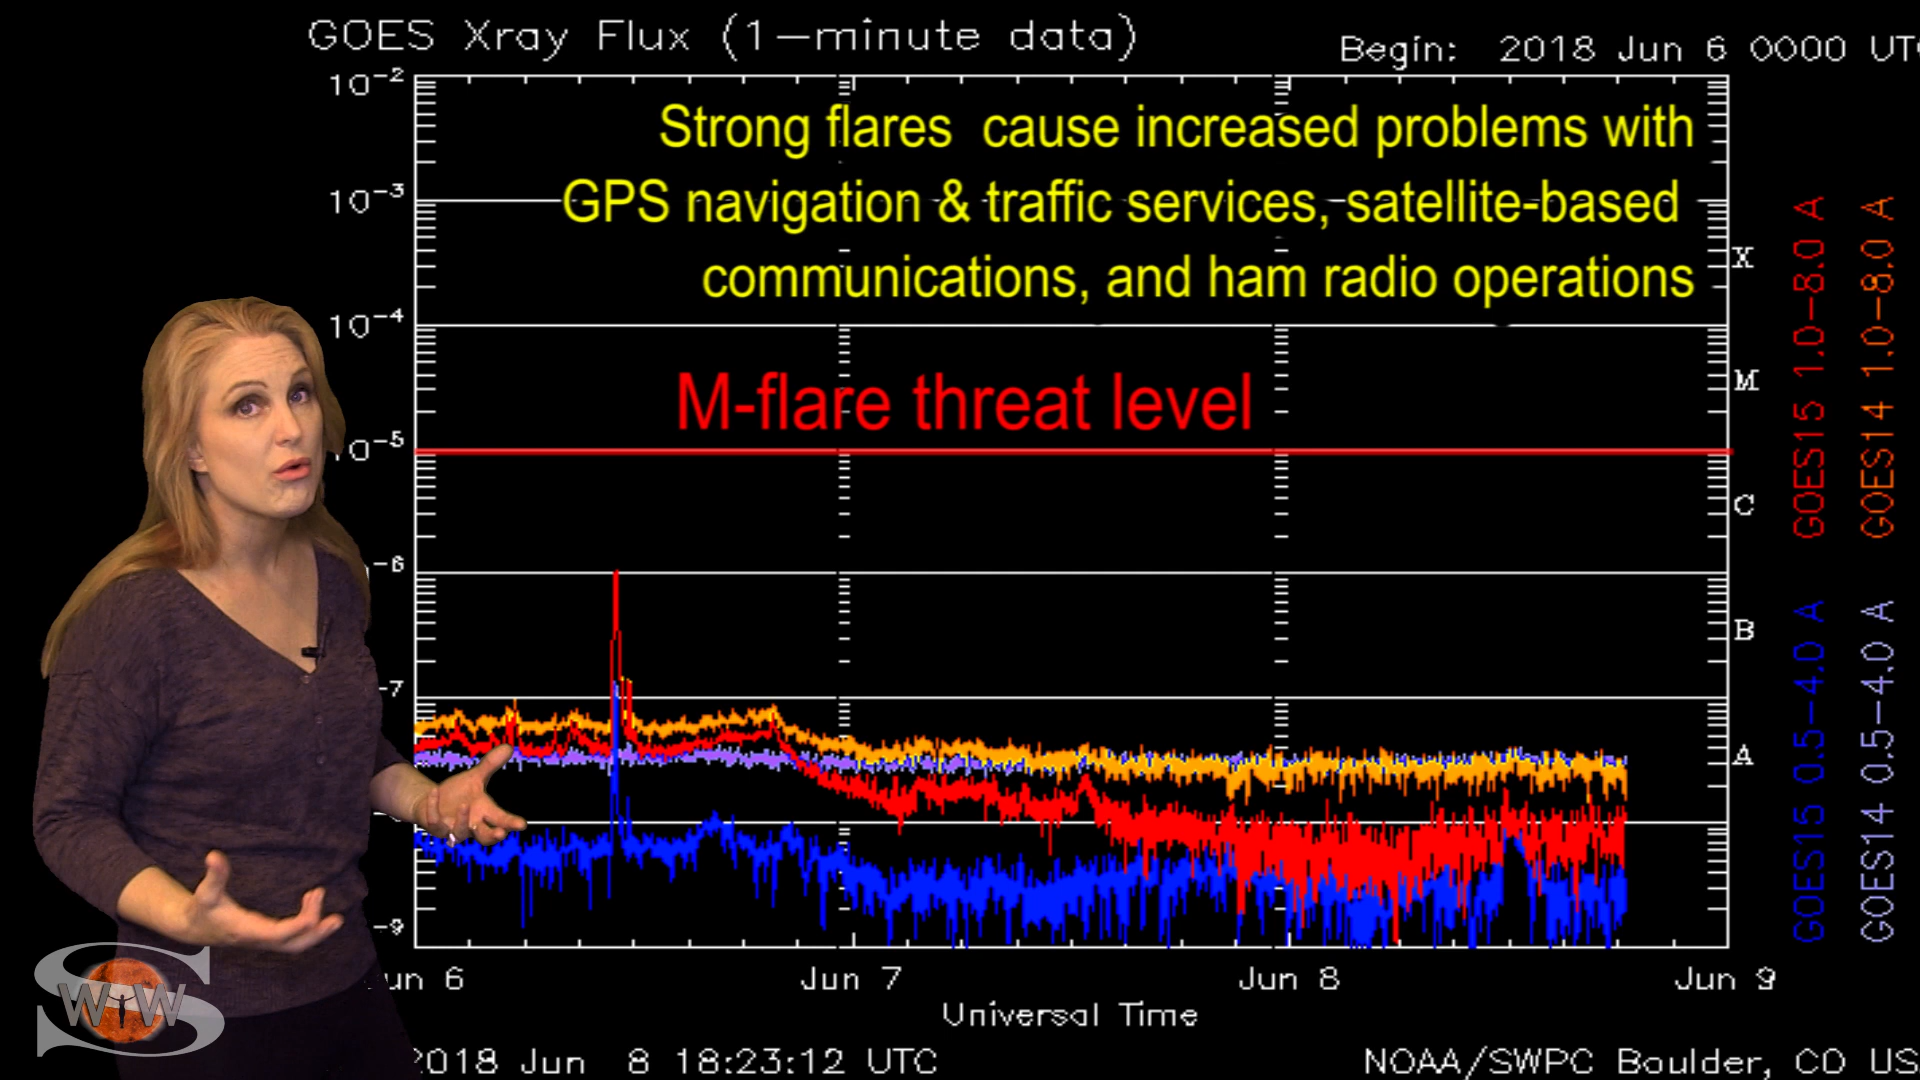 GOES Xray Flux (1-minute data)
Begin: 2018 Jun 6 0000 UTC
10-2
Strong flares cause increased problems with
10-3
GPS navigation & traffic services, satellite-based
X
communications, and ham radio operations
10-4
M-flare threat level
M
10-5
C
-6
B
-7
A
-9
GOES15 1.0-8.0 A
GOES14 1.0-8.0 A
GOES15 0.5-4.0 A
GOES14 0.5-4.0 A
un 6
Jun 7
Jun 8
Jun 9
Universal Time
2018 Jun 8 18:23:12 UTC
NOAA/SWPC Boulder, CO US
S
WTW